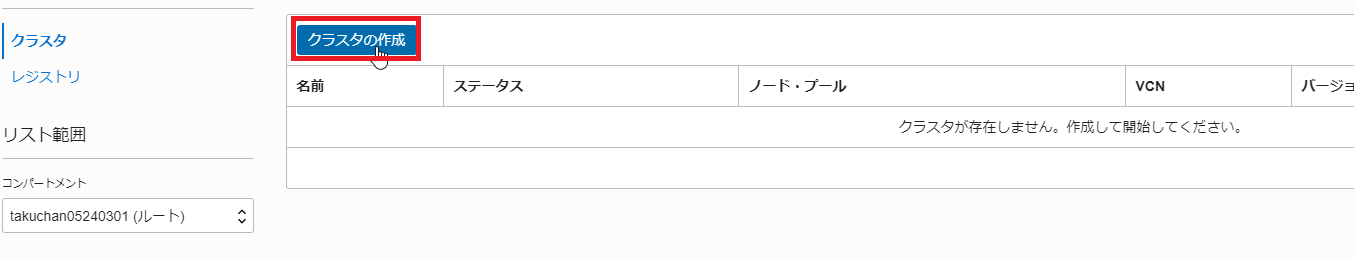 クラスタ
レジストリ
リスト範囲
コンパートメント
takuchan05240301 (ルート)
クラスタの作成
名前 ステータス ノード・プール VCN バージョ
クラスタが存在しません。作成して開始してください。